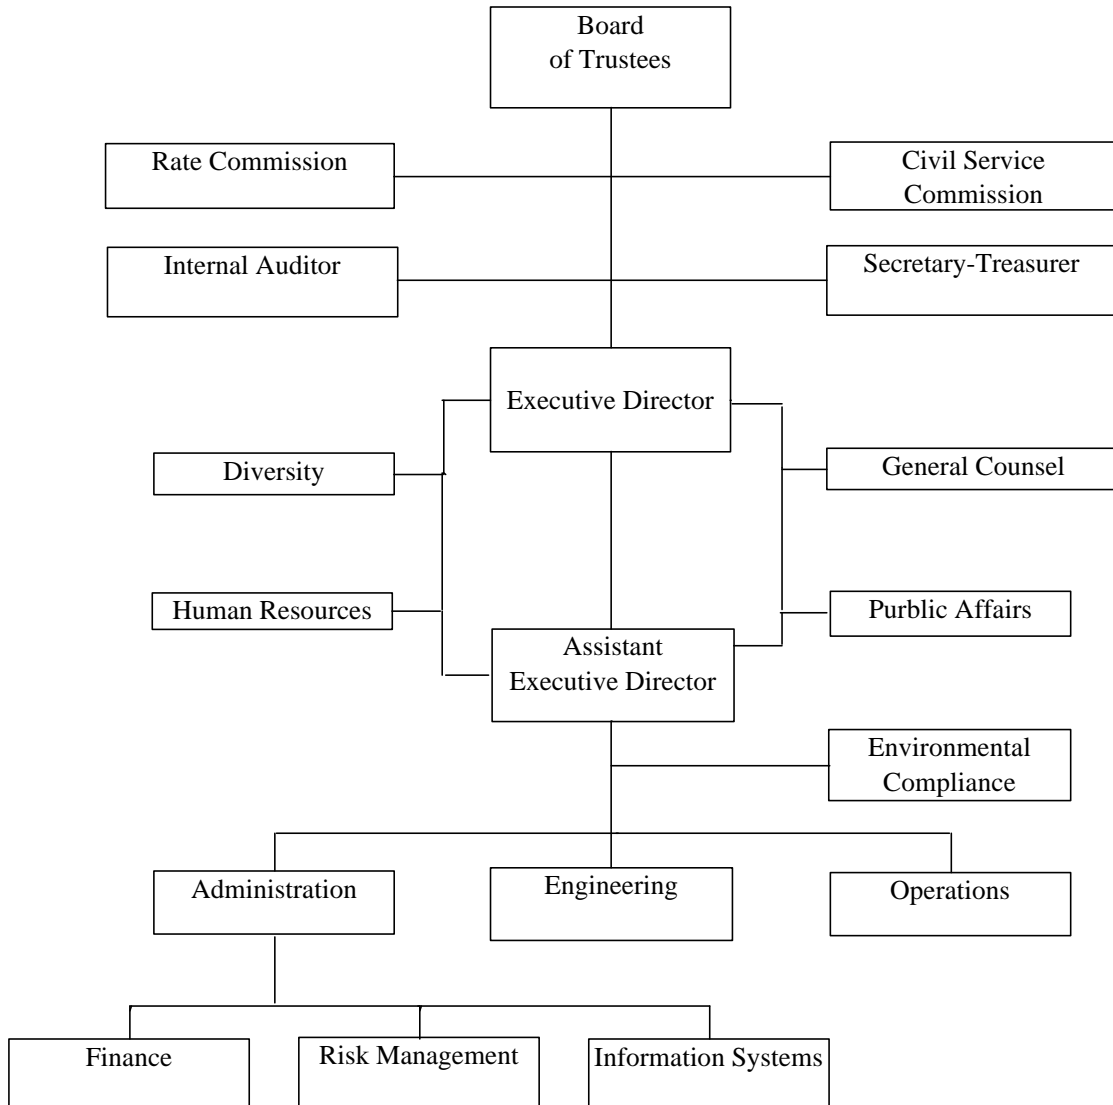 Board
of Trustees
Rate Commission
Civil Service
Commission
Internal Auditor
Secretary-Treasurer
Executive Director
Diversity
General Counsel
Human Resources
Purblic Affairs
Assistant
Executive Director
Environmental
Compliance
Administration
Engineering
Operations
Finance
Risk Management
Information Systems